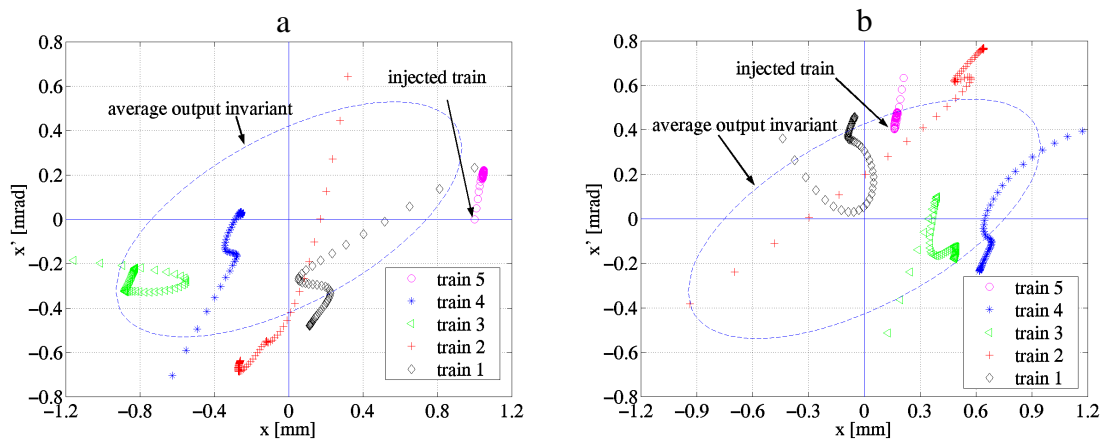 a
0.8
0.6
0.4
0.2
0
−0.2
−0.4
−0.6
−0.8
x' [mrad]
injected train
average output invariant
train 5
train 4
train 3
train 2
train 1
−1.2 −0.8 −0.4 0 0.4 0.8 1.2
x [mm]
b
0.8
0.6
0.4
0.2
0
−0.2
−0.4
−0.6
−0.8
x' [mrad]
injected train
average output invariant
train 5
train 4
train 3
train 2
train 1
−1.2 −0.9 −0.6 −0.3 0 0.3 0.6 0.9 1.2
x [mm]